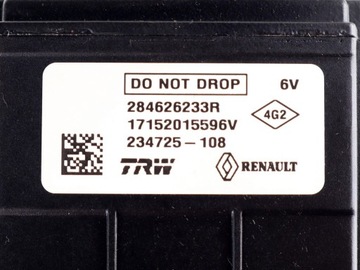 DO NOT DROP 6V
284626233R
4G2
17152015596V
234725-108
TRW RENAULT